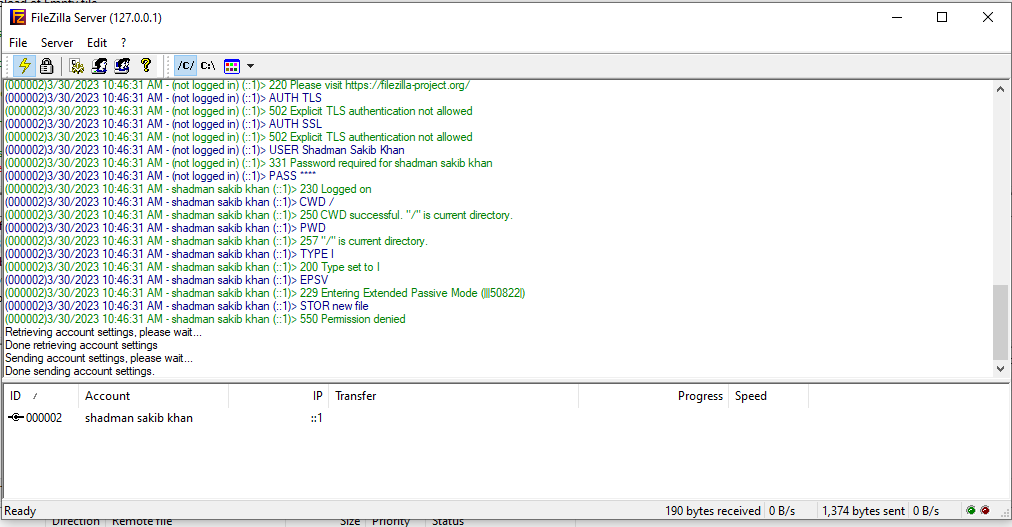 FileZilla Server (127.0.0.1)
File Server Edit ?
/C/ C:\
(000002)3/30/2023 10:46:31 AM - (not logged in) (::1)> 220 Please visit https://filezilla-project.org/
(000002)3/30/2023 10:46:31 AM - (not logged in) (::1)> AUTH TLS
(000002)3/30/2023 10:46:31 AM - (not logged in) (::1)> 502 Explicit TLS authentication not allowed
(000002)3/30/2023 10:46:31 AM - (not logged in) (::1)> AUTH SSL
(000002)3/30/2023 10:46:31 AM - (not logged in) (::1)> 502 Explicit TLS authentication not allowed
(000002)3/30/2023 10:46:31 AM - (not logged in) (::1)> USER Shadman Sakib Khan
(000002)3/30/2023 10:46:31 AM - (not logged in) (::1)> 331 Password required for shadman sakib khan
(000002)3/30/2023 10:46:31 AM - (not logged in) (::1)> PASS ****
(000002)3/30/2023 10:46:31 AM - shadman sakib khan (::1)> 230 Logged on
(000002)3/30/2023 10:46:31 AM - shadman sakib khan (::1)> CWD /
(000002)3/30/2023 10:46:31 AM - shadman sakib khan (::1)> 250 CWD successful. "/" is current directory.
(000002)3/30/2023 10:46:31 AM - shadman sakib khan (::1)> PWD
(000002)3/30/2023 10:46:31 AM - shadman sakib khan (::1)> 257 "/" is current directory.
(000002)3/30/2023 10:46:31 AM - shadman sakib khan (::1)> TYPE I
(000002)3/30/2023 10:46:31 AM - shadman sakib khan (::1)> 200 Type set to I
(000002)3/30/2023 10:46:31 AM - shadman sakib khan (::1)> EPSV
(000002)3/30/2023 10:46:31 AM - shadman sakib khan (::1)> 229 Entering Extended Passive Mode (|||50822|)
(000002)3/30/2023 10:46:31 AM - shadman sakib khan (::1)> STOR new file
(000002)3/30/2023 10:46:31 AM - shadman sakib khan (::1)> 550 Permission denied
Retrieving account settings, please wait...
Done retrieving account settings
Sending account settings, please wait...
Done sending account settings.
ID / Account IP Transfer Progress Speed
000002 shadman sakib khan ::1
Ready 190 bytes received 0 B/s 1,374 bytes sent 0 B/s
Direction Remote file Size Priority Status